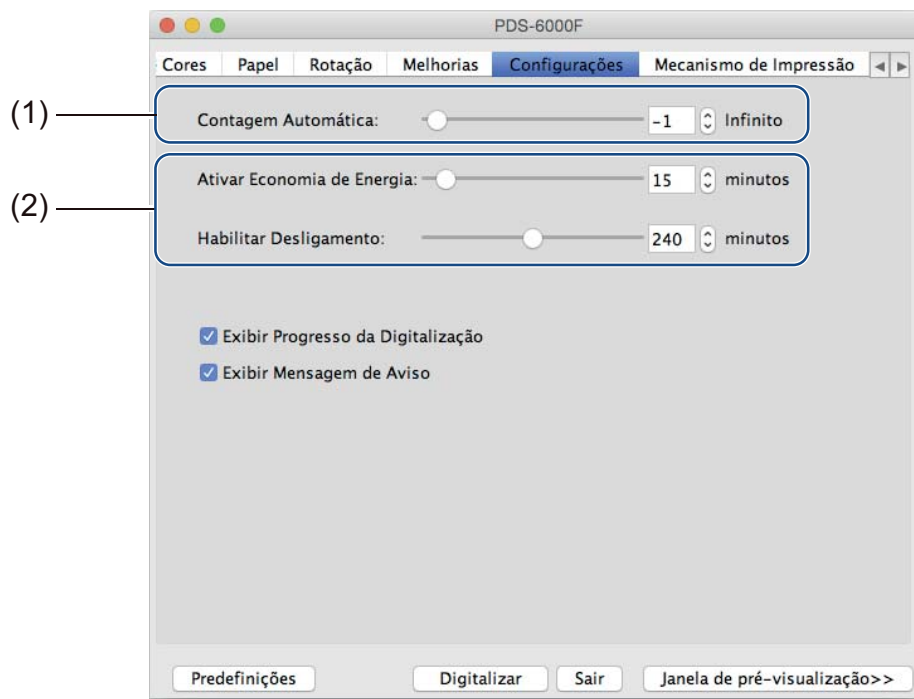 PDS-6000F
Cores Papel Rotação Melhorias Configurações Mecanismo de Impressão
(1)
Contagem Automática: -1 Infinito
(2)
Ativar Economia de Energia: 15 minutos
Habilitar Desligamento: 240 minutos
Exibir Progresso da Digitalização
Exibir Mensagem de Aviso
Predefinições Digitalizar Sair Janela de pré-visualização>>